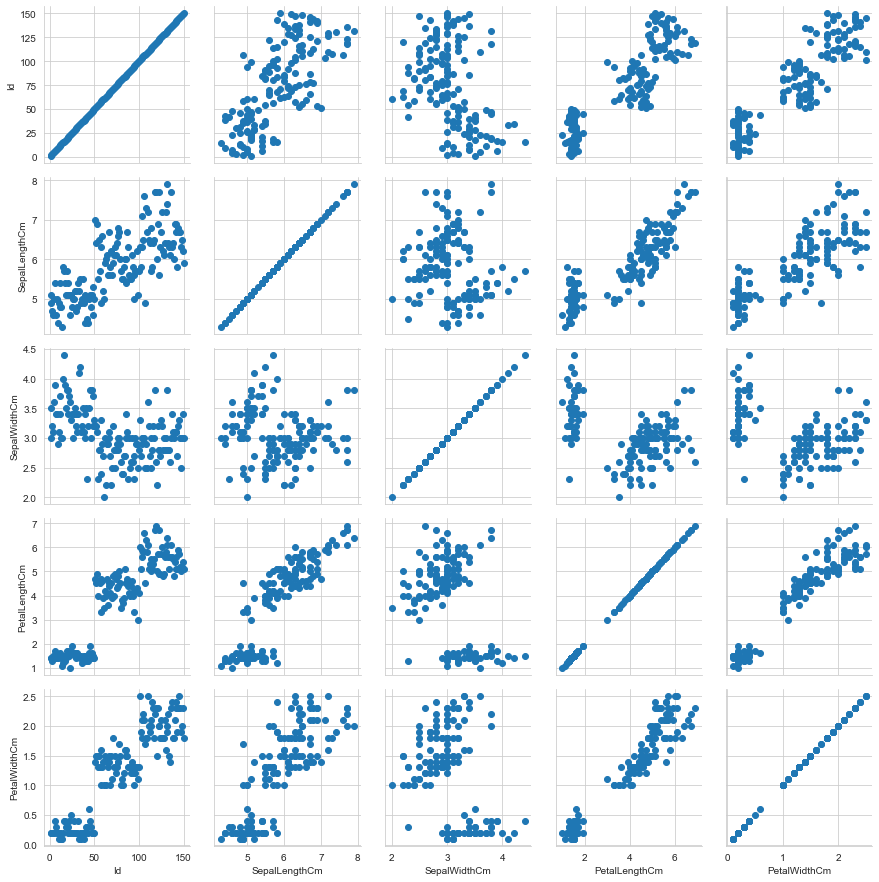 150
125
100
75
50
25
0
Id
8
7
6
5
SepalLengthCm
4.5
4.0
3.5
3.0
2.5
2.0
SepalWidthCm
7
6
5
4
3
2
1
PetalLengthCm
2.5
2.0
1.5
1.0
0.5
0.0
PetalWidthCm
0 50 100 150
5 6 7 8
2 3 4
2 4 6
0 1 2
Id
SepalLengthCm
SepalWidthCm
PetalLengthCm
PetalWidthCm